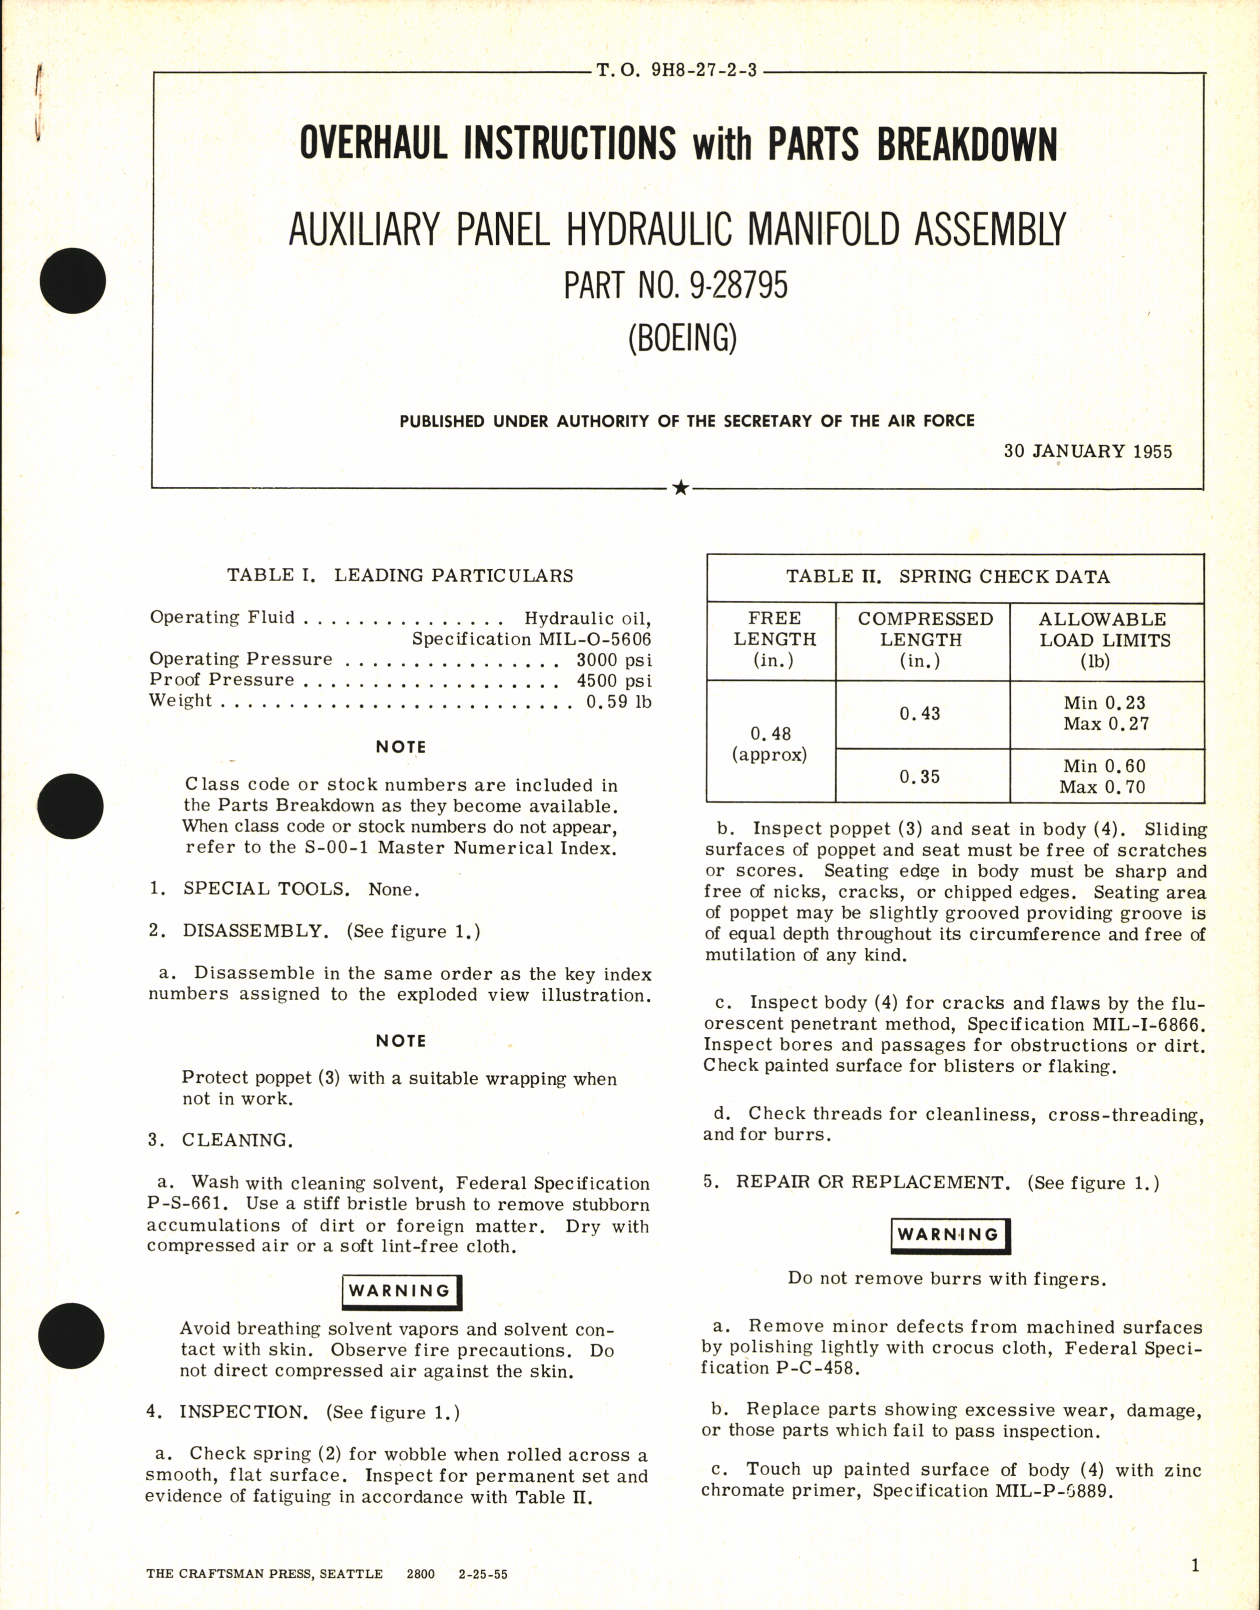 T. O. 9H8-27-2-3
OVERHAUL INSTRUCTIONS with PARTS BREAKDOWN
AUXILIARY PANEL HYDRAULIC MANIFOLD ASSEMBLY
PART NO. 9-28795
(BOEING)
PUBLISHED UNDER AUTHORITY OF THE SECRETARY OF THE AIR FORCE
30 JANUARY 1955
TABLE I. LEADING PARTICULARS
Operating Fluid . . . . . . . . . . . . . . . Hydraulic oil,
Specification MIL-O-5606
Operating Pressure . . . . . . . . . . . . . . . . 3000 psi
Proof Pressure . . . . . . . . . . . . . . . . . . . 4500 psi
Weight . . . . . . . . . . . . . . . . . . . . . . . . . . 0.59 lb
NOTE
Class code or stock numbers are included in
the Parts Breakdown as they become available.
When class code or stock numbers do not appear,
refer to the S-00-1 Master Numerical Index.
1. SPECIAL TOOLS. None.
2. DISASSEMBLY. (See figure 1.)
a. Disassemble in the same order as the key index
numbers assigned to the exploded view illustration.
NOTE
Protect poppet (3) with a suitable wrapping when
not in work.
3. CLEANING.
a. Wash with cleaning solvent, Federal Specification
P-S-661. Use a stiff bristle brush to remove stubborn
accumulations of dirt or foreign matter. Dry with
compressed air or a soft lint-free cloth.
WARNING
Avoid breathing solvent vapors and solvent con-
tact with skin. Observe fire precautions. Do
not direct compressed air against the skin.
4. INSPECTION. (See figure 1.)
a. Check spring (2) for wobble when rolled across a
smooth, flat surface. Inspect for permanent set and
evidence of fatiguing in accordance with Table II.
TABLE II. SPRING CHECK DATA
FREE LENGTH (in.) COMPRESSED LENGTH (in.) ALLOWABLE LOAD LIMITS (lb)
0.48 (approx)
0.43 Min 0.23 Max 0.27
0.35 Min 0.60 Max 0.70
b. Inspect poppet (3) and seat in body (4). Sliding
surfaces of poppet and seat must be free of scratches
or scores. Seating edge in body must be sharp and
free of nicks, cracks, or chipped edges. Seating area
of poppet may be slightly grooved providing groove is
of equal depth throughout its circumference and free of
mutilation of any kind.
c. Inspect body (4) for cracks and flaws by the flu-
orescent penetrant method, Specification MIL-I-6866.
Inspect bores and passages for obstructions or dirt.
Check painted surface for blisters or flaking.
d. Check threads for cleanliness, cross-threading,
and for burrs.
5. REPAIR OR REPLACEMENT. (See figure 1.)
WARNING
Do not remove burrs with fingers.
a. Remove minor defects from machined surfaces
by polishing lightly with crocus cloth, Federal Speci-
fication P-C-458.
b. Replace parts showing excessive wear, damage,
or those parts which fail to pass inspection.
c. Touch up painted surface of body (4) with zinc
chromate primer, Specification MIL-P-6889.
THE CRAFTSMAN PRESS, SEATTLE 2800 2-25-55
1